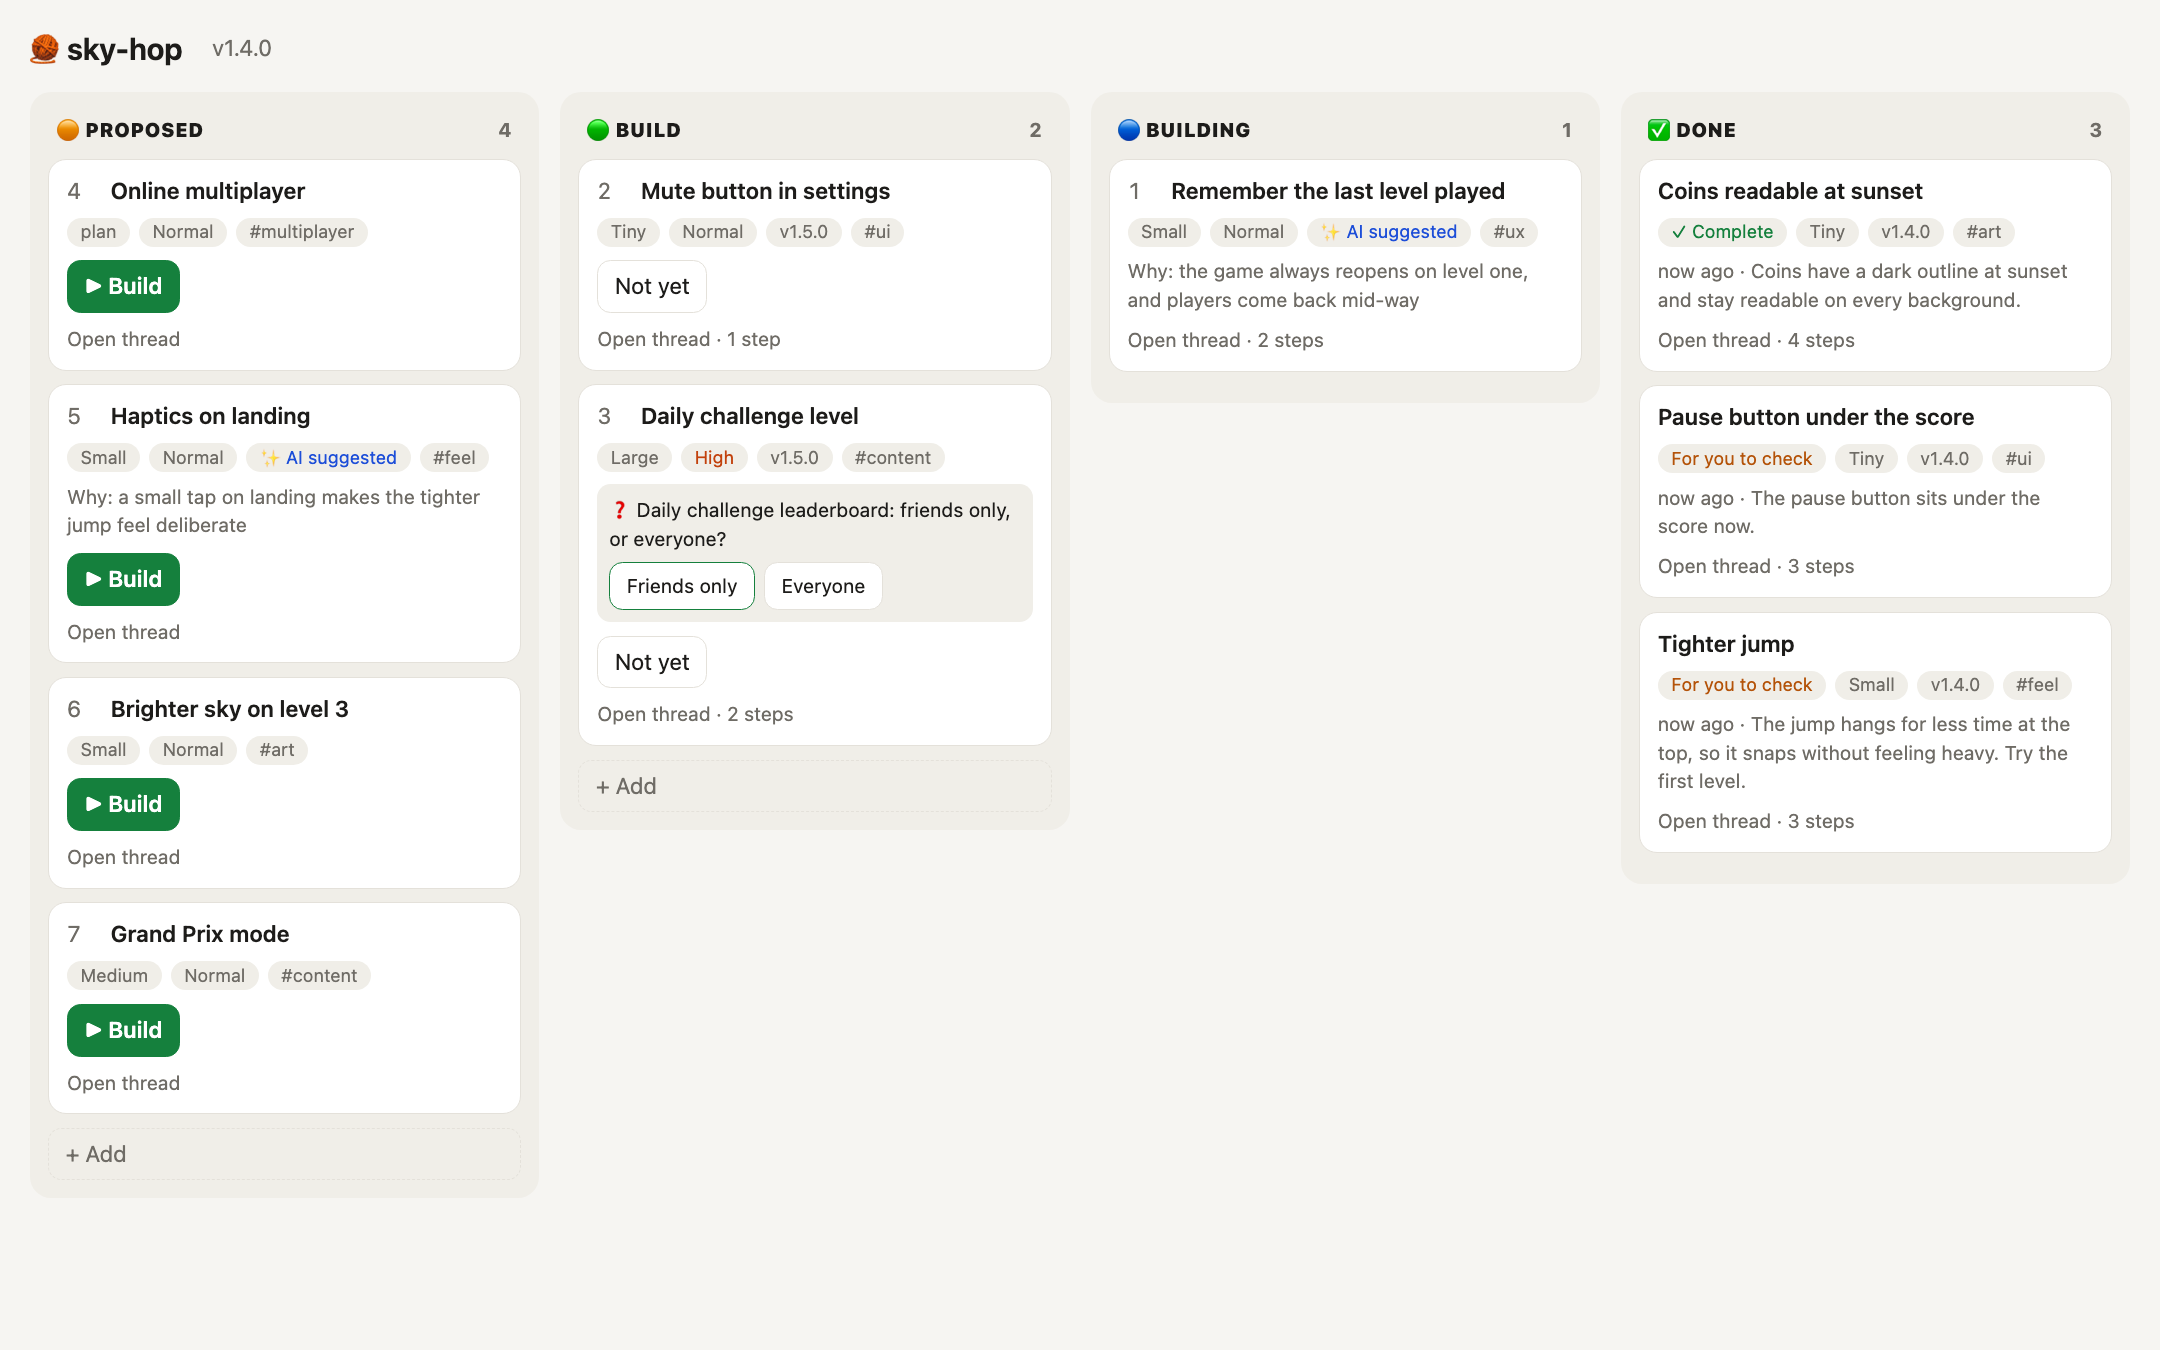 sky-hop v1.4.0
PROPOSED 4
4 Online multiplayer
plan Normal #multiplayer
Build
Open thread
5 Haptics on landing
Small Normal ✨ AI suggested #feel
Why: a small tap on landing makes the tighter
jump feel deliberate
Build
Open thread
6 Brighter sky on level 3
Small Normal #art
Build
Open thread
7 Grand Prix mode
Medium Normal #content
Build
Open thread
+ Add
BUILD 2
2 Mute button in settings
Tiny Normal v1.5.0 #ui
Not yet
Open thread · 1 step
3 Daily challenge level
Large High v1.5.0 #content
❓ Daily challenge leaderboard: friends only,
or everyone?
Friends only Everyone
Not yet
Open thread · 2 steps
+ Add
BUILDING 1
1 Remember the last level played
Small Normal ✨ AI suggested #ux
Why: the game always reopens on level one,
and players come back mid-way
Open thread · 2 steps
DONE 3
Coins readable at sunset
✓ Complete Tiny v1.4.0 #art
now ago · Coins have a dark outline at sunset
and stay readable on every background.
Open thread · 4 steps
Pause button under the score
For you to check Tiny v1.4.0 #ui
now ago · The pause button sits under the
score now.
Open thread · 3 steps
Tighter jump
For you to check Small v1.4.0 #feel
now ago · The jump hangs for less time at the
top, so it snaps without feeling heavy. Try the
first level.
Open thread · 3 steps